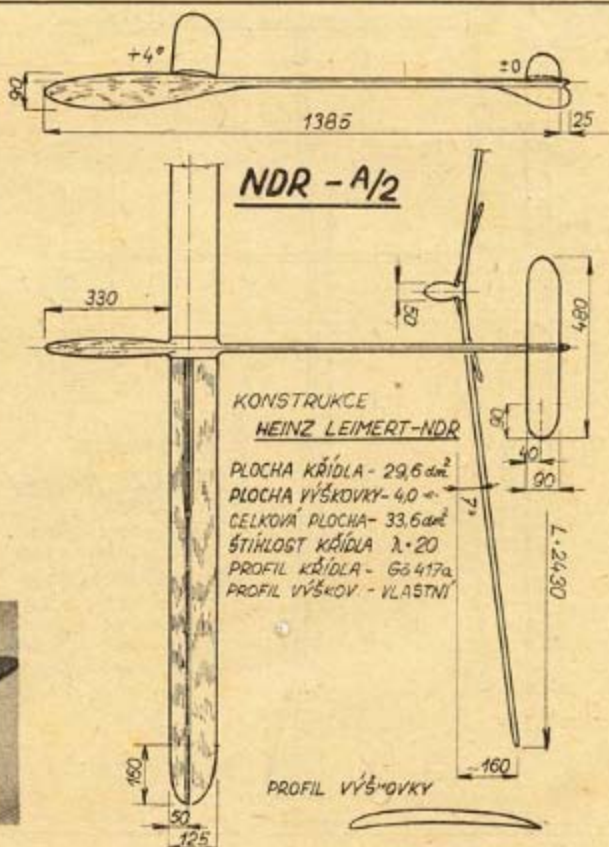 +4°
±0
90
1385
25
NDR - A/2
330
50
480
KONSTRUKCE
HEINZ LEIMERT-NDR
90
40
90
PLOCHA KŘÍDLA - 29,6 dm²
PLOCHA VÝŠKOVKY - 4,0 -"-
CELKOVÁ PLOCHA - 33,6 dm²
ŠTÍHLOST KŘÍDLA λ=20
PROFIL KŘÍDLA - Gö 417a
PROFIL VÝŠKOV - VLASTNÍ
7°
L=2430
160
~160
PROFIL VÝŠKOVKY
50
125